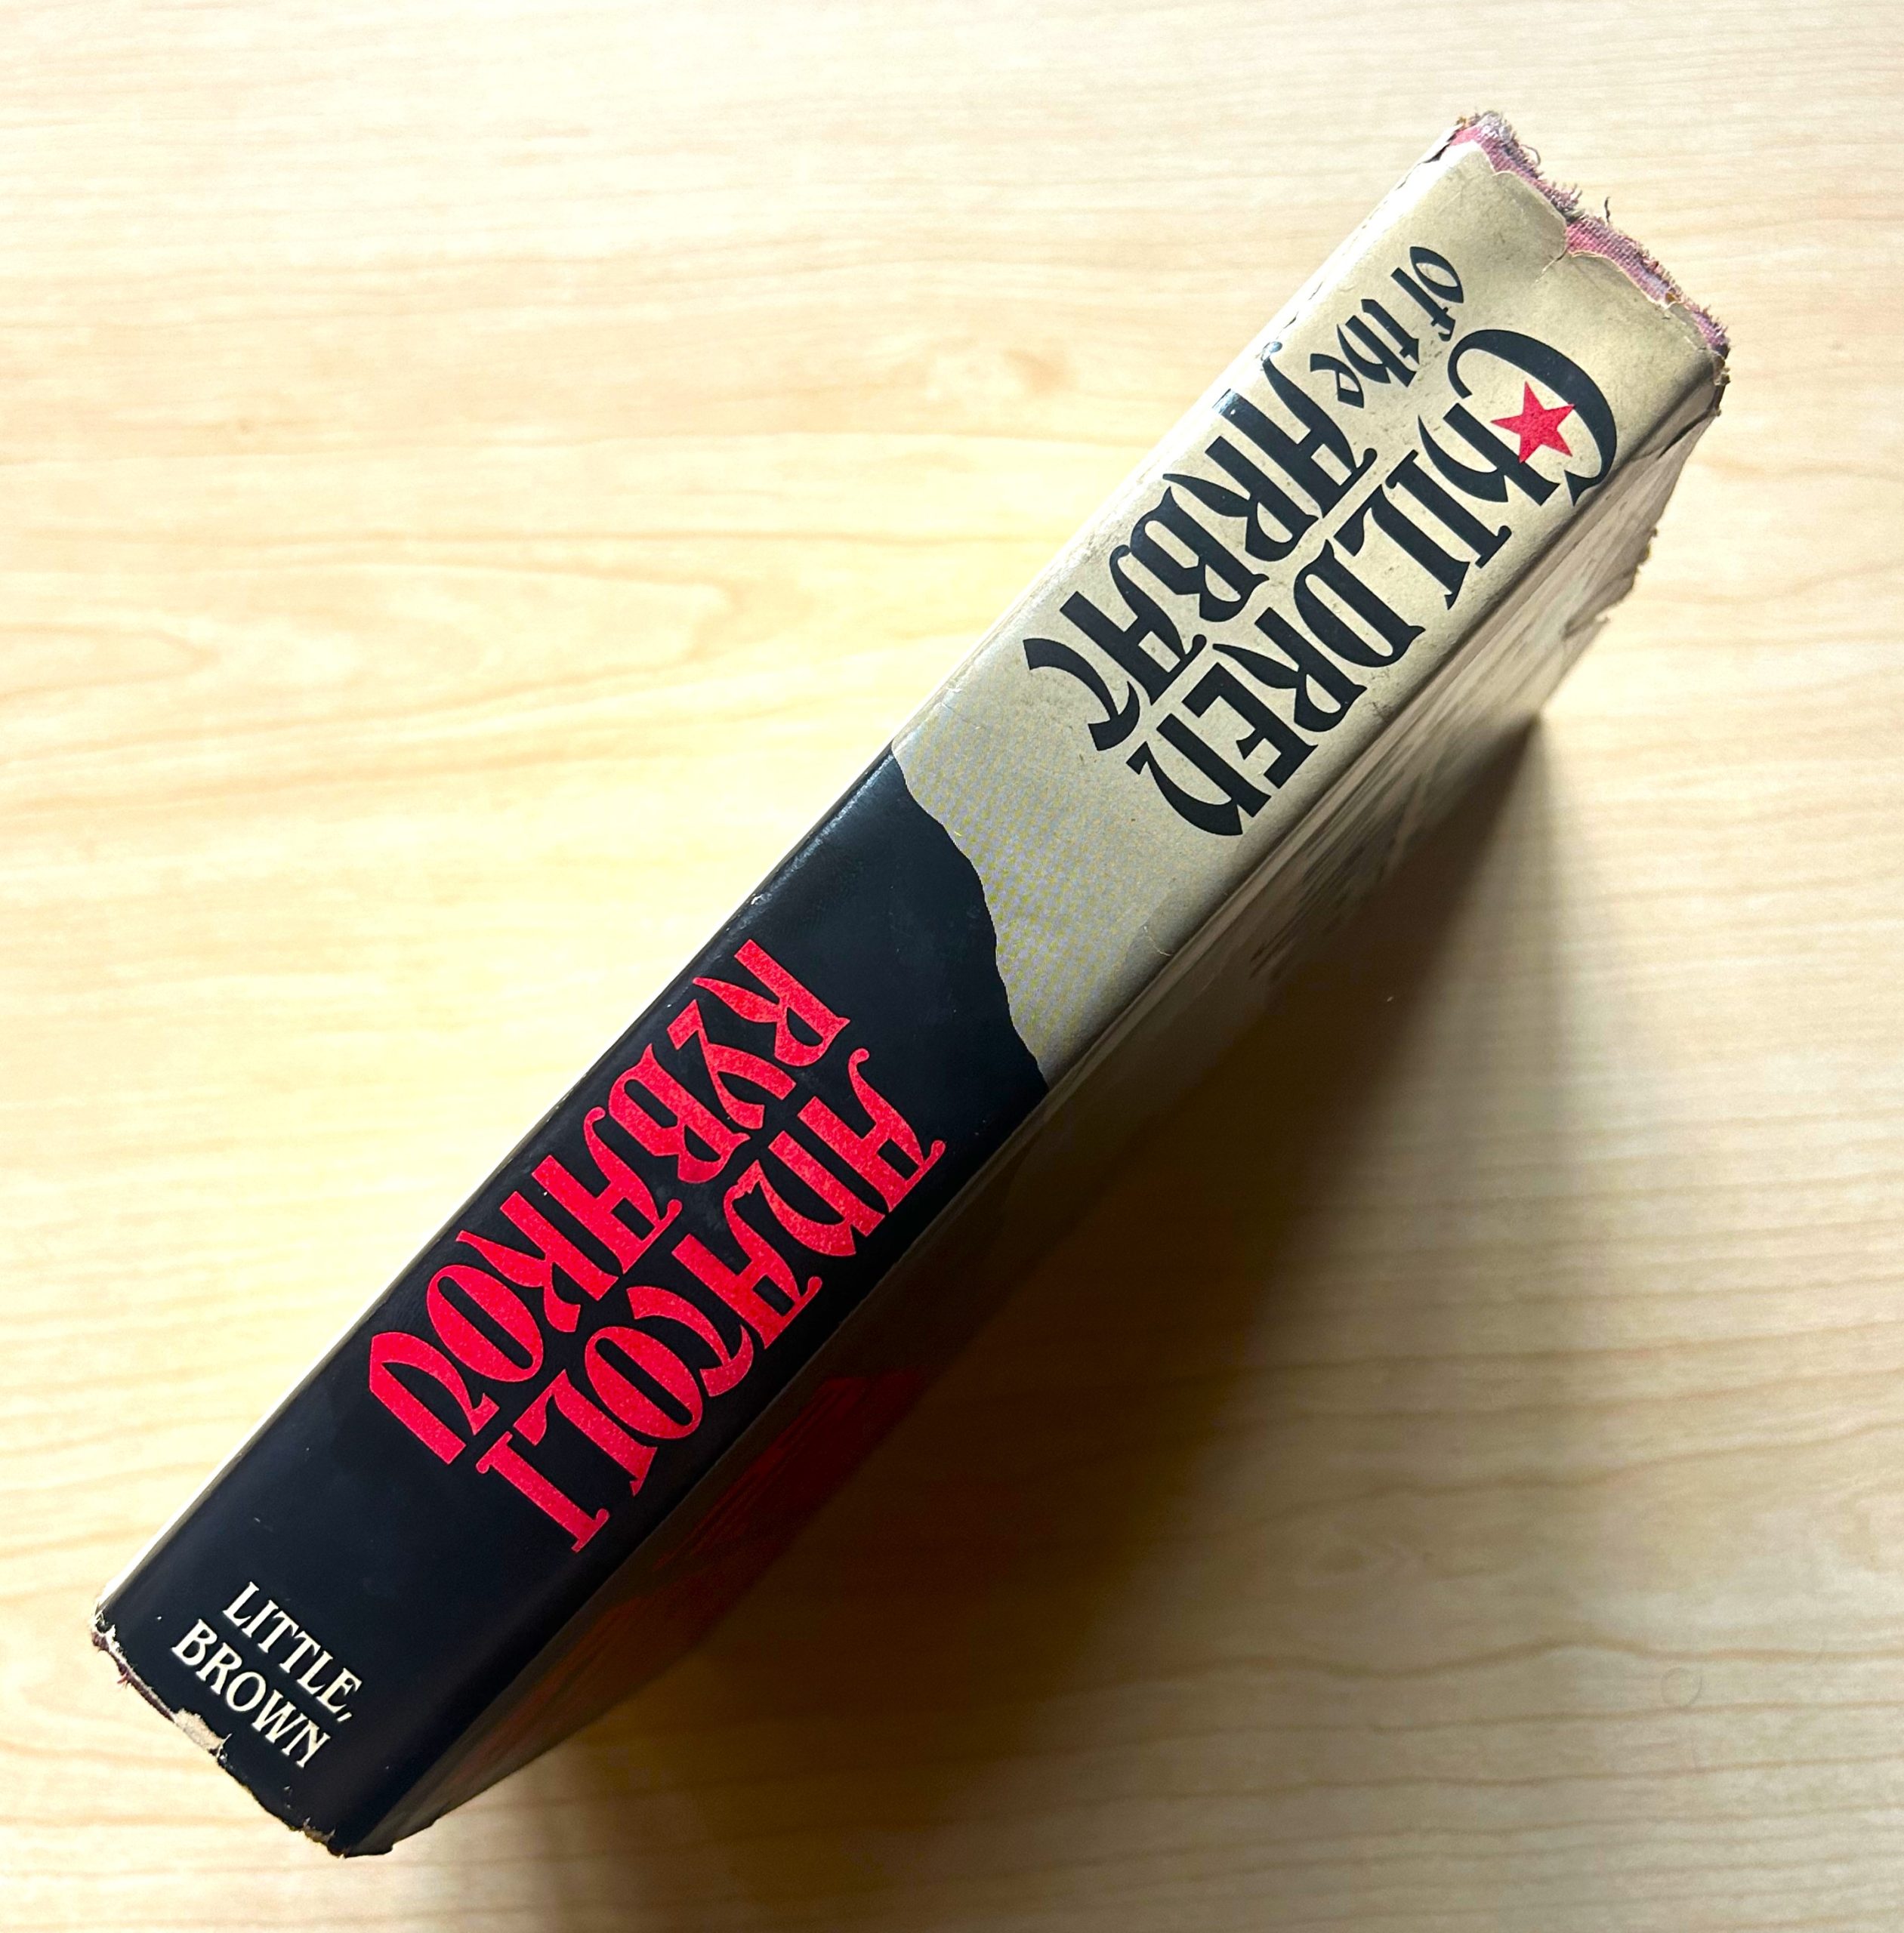 CHILDREN
of the ARBAT
ANATOLI
RYBAKOV
LITTLE,
BROWN